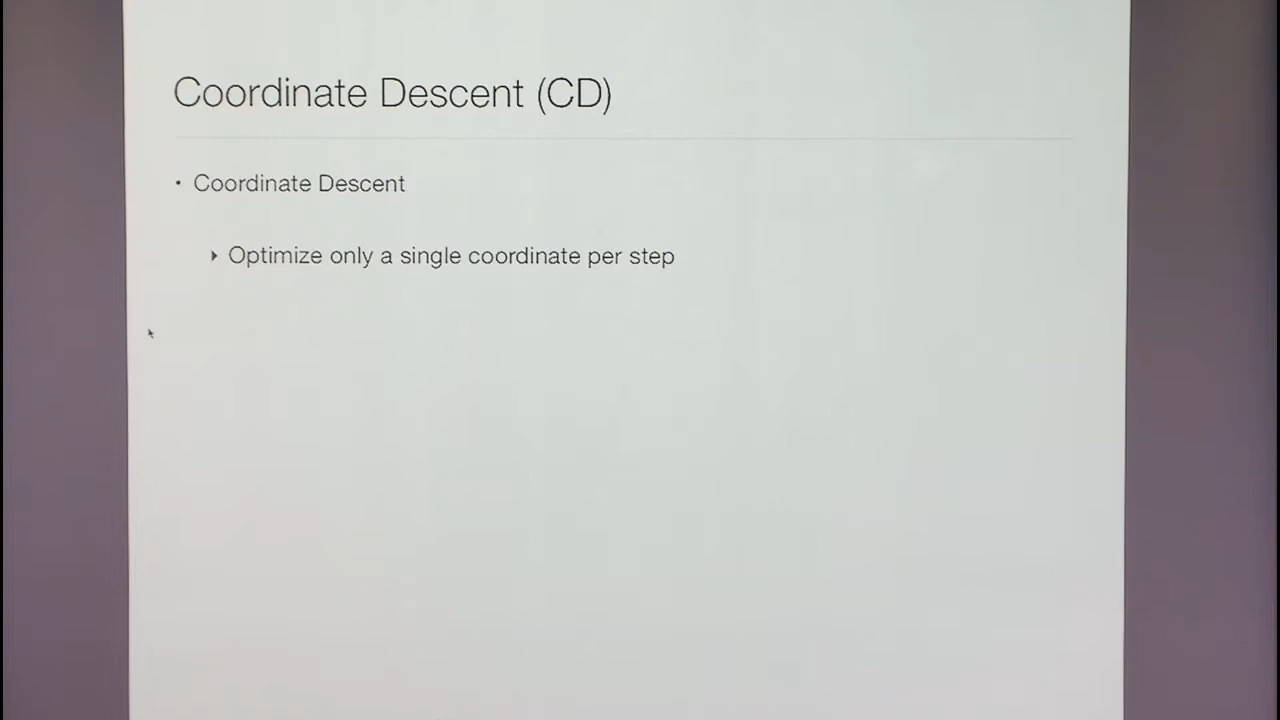 Coordinate Descent (CD)
• Coordinate Descent
‣ Optimize only a single coordinate per step